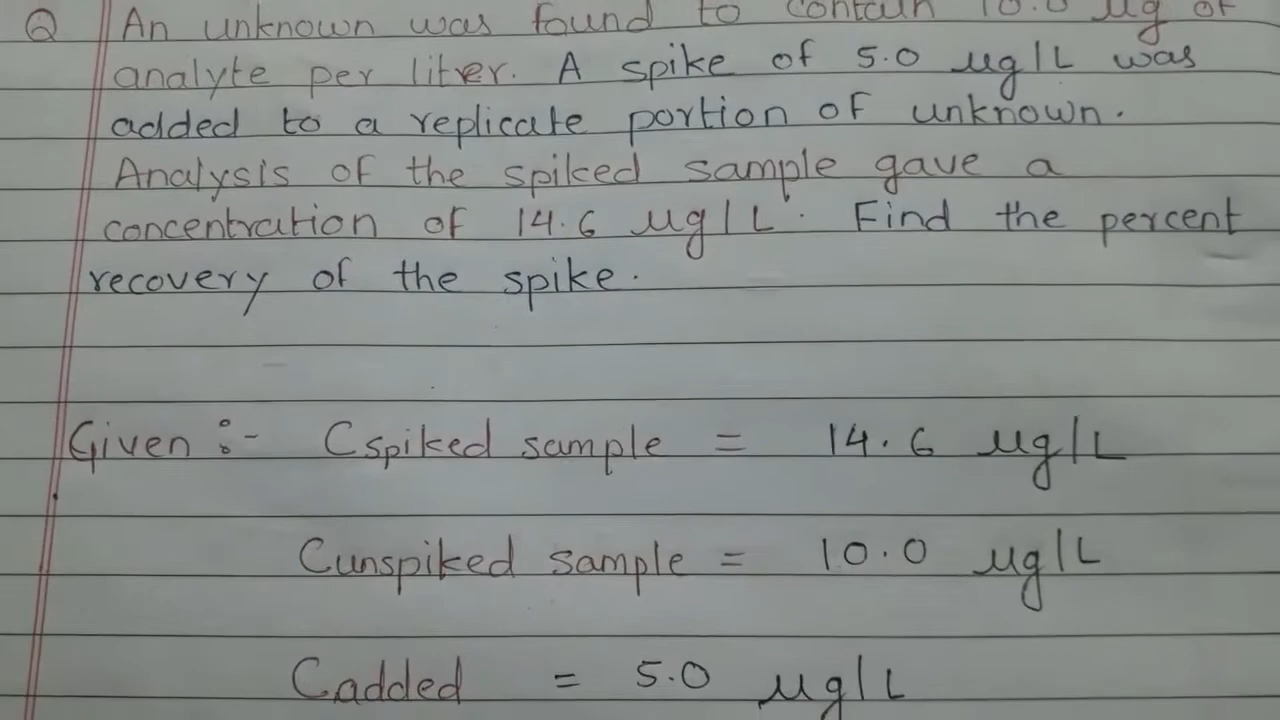 Q An unknown was found to contain 10.0 μg of
analyte per liter. A spike of 5.0 μg/L was
added to a replicate portion of unknown.
Analysis of the spiked sample gave a
concentration of 14.6 μg/L. Find the percent
recovery of the spike.
Given :- Cspiked sample = 14.6 μg/L
Cunspiked sample = 10.0 μg/L
Cadded = 5.0 μg/L